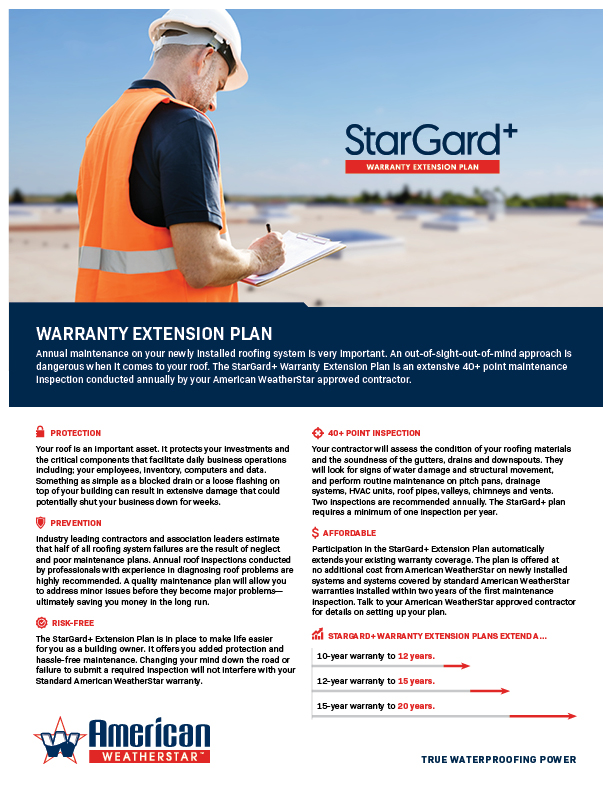 StarGard+
WARRANTY EXTENSION PLAN
WARRANTY EXTENSION PLAN
Annual maintenance on your newly installed roofing system is very important. An out-of-sight-out-of-mind approach is
dangerous when it comes to your roof. The StarGard+ Warranty Extension Plan is an extensive 40+ point maintenance
inspection conducted annually by your American WeatherStar approved contractor.
PROTECTION
Your roof is an important asset. It protects your investments and
the critical components that facilitate daily business operations
including; your employees, inventory, computers and data.
Something as simple as a blocked drain or a loose flashing on
top of your building can result in extensive damage that could
potentially shut your business down for weeks.
PREVENTION
Industry leading contractors and association leaders estimate
that half of all roofing system failures are the result of neglect
and poor maintenance plans. Annual roof inspections conducted
by professionals with experience in diagnosing roof problems are
highly recommended. A quality maintenance plan will allow you
to address minor issues before they become major problems—
ultimately saving you money in the long run.
RISK-FREE
The StarGard+ Extension Plan is in place to make life easier
for you as a building owner. It offers you added protection and
hassle-free maintenance. Changing your mind down the road or
failure to submit a required inspection will not interfere with your
Standard American WeatherStar warranty.
40+ POINT INSPECTION
Your contractor will assess the condition of your roofing materials
and the soundness of the gutters, drains and downspouts. They
will look for signs of water damage and structural movement,
and perform routine maintenance on pitch pans, drainage
systems, HVAC units, roof pipes, valleys, chimneys and vents.
Two inspections are recommended annually. The StarGard+ plan
requires a minimum of one inspection per year.
AFFORDABLE
Participation in the StarGard+ Extension Plan automatically
extends your existing warranty coverage. The plan is offered at
no additional cost from American WeatherStar on newly installed
systems and systems covered by standard American WeatherStar
warranties installed within two years of the first maintenance
inspection. Talk to your American WeatherStar approved contractor
for details on setting up your plan.
STARGARD+ WARRANTY EXTENSION PLANS EXTEND A...
10-year warranty to 12 years.
12-year warranty to 15 years.
15-year warranty to 20 years.
American
WEATHERSTAR™
TRUE WATERPROOFING POWER